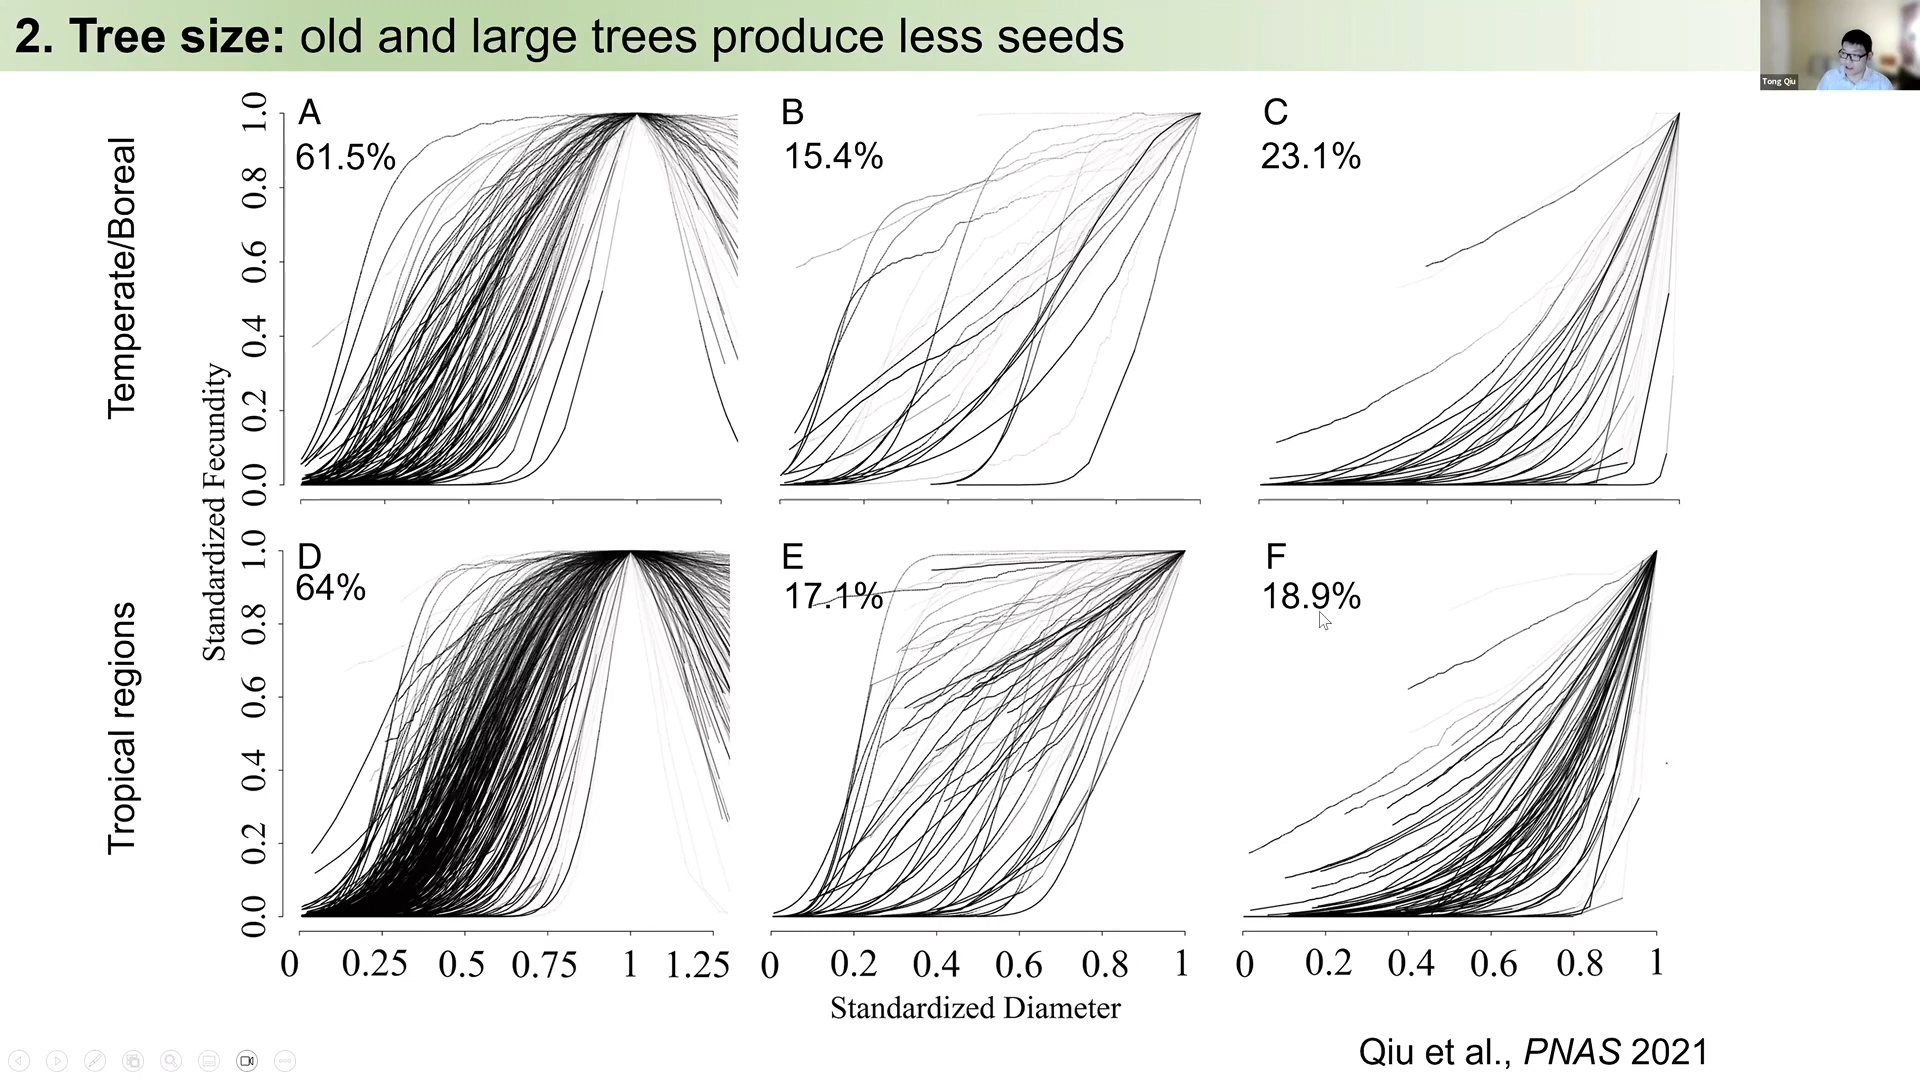 2. Tree size: old and large trees produce less seeds
Tong Qiu
Temperate/Boreal
Tropical regions
Standardized Fecundity
A
61.5%
B
15.4%
C
23.1%
1.0
0.8
0.6
0.4
0.2
0.0
D
64%
E
17.1%
F
18.9%
1.0
0.8
0.6
0.4
0.2
0.0
0 0.25 0.5 0.75 1 1.25
0 0.2 0.4 0.6 0.8 1
0 0.2 0.4 0.6 0.8 1
Standardized Diameter
Qiu et al., PNAS 2021